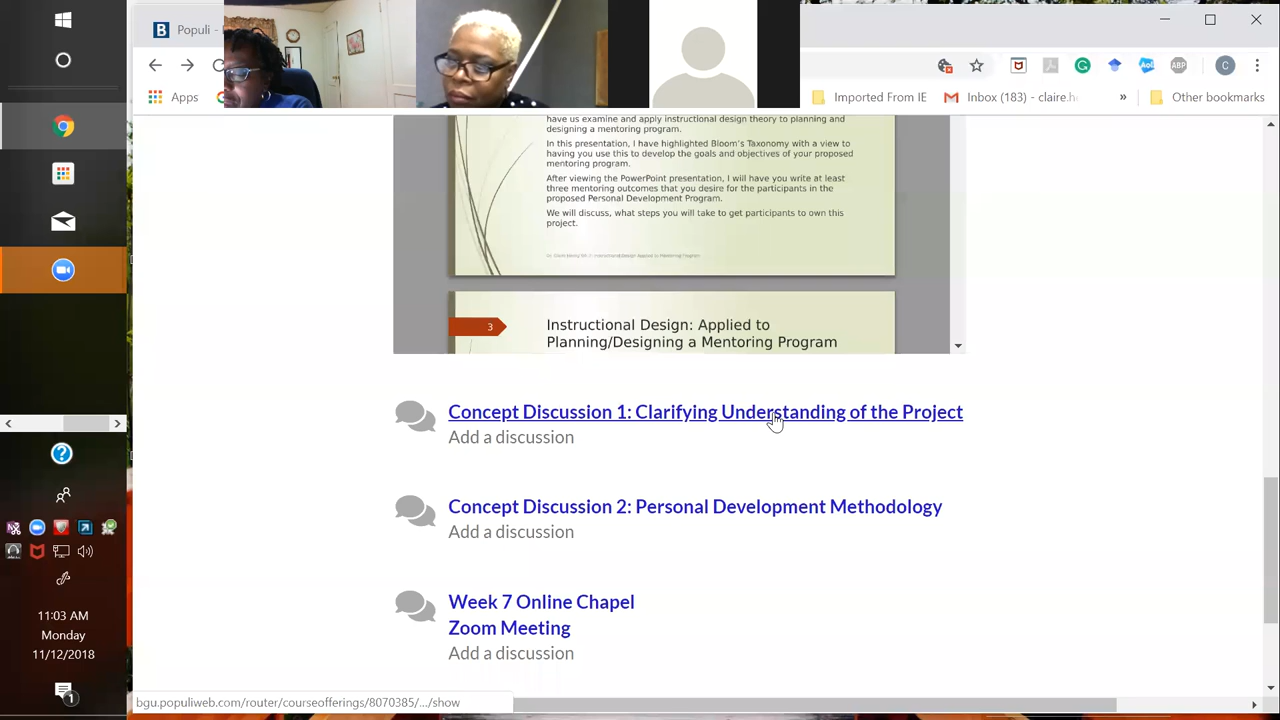 B Populi -
Apps
Imported From IE
Inbox (183) - claire.h
»
Other bookmarks
ABP
C
have us examine and apply instructional design theory to planning and
designing a mentoring program.
In this presentation, I have highlighted Bloom's Taxonomy with a view to
having you use this to develop the goals and objectives of your proposed
mentoring program.
After viewing the PowerPoint presentation, I will have you write at least
three mentoring outcomes that you desire for the participants in the
proposed Personal Development Program.
We will discuss, what steps you will take to get participants to own this
project.
3
Instructional Design: Applied to
Planning/Designing a Mentoring Program
Concept Discussion 1: Clarifying Understanding of the Project
Add a discussion
Concept Discussion 2: Personal Development Methodology
Add a discussion
Week 7 Online Chapel
Zoom Meeting
Add a discussion
bgu.populiweb.com/router/courseofferings/8070385/.../show
11:03 AM
Monday
11/12/2018
1